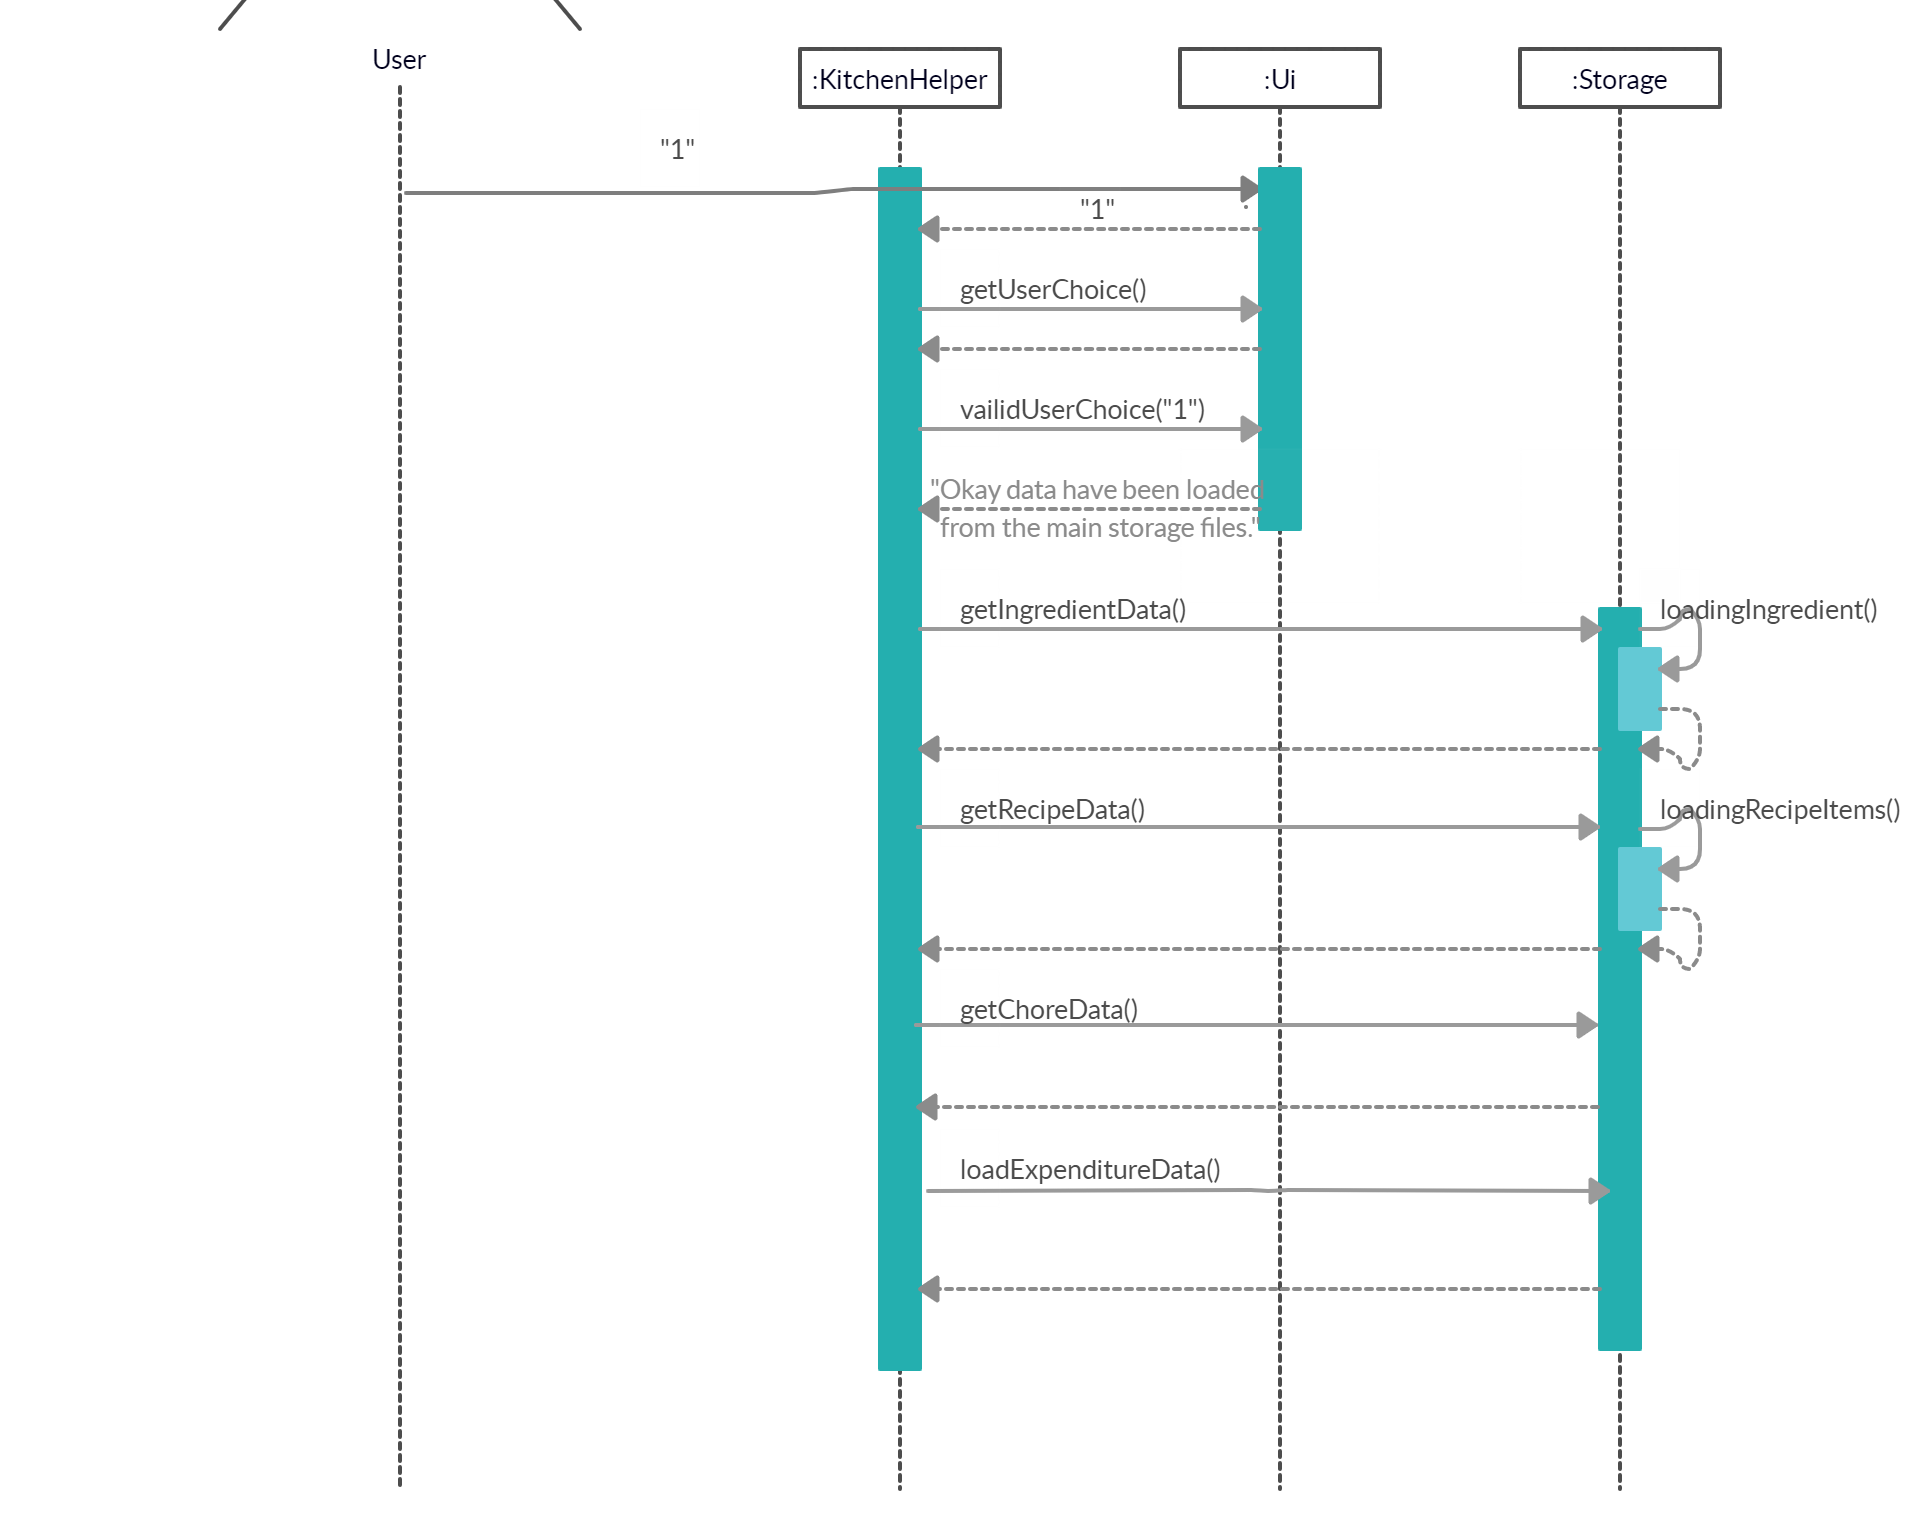 User
:KitchenHelper
:Ui
:Storage
"1"
"1"
getUserChoice()
vailidUserChoice("1")
"Okay data have been loaded
from the main storage files."
getIngredientData()
loadingIngredient()
getRecipeData()
loadingRecipeItems()
getChoreData()
loadExpenditureData()